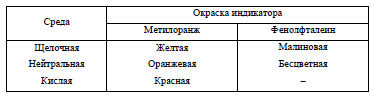 Среда Окраска индикатора
Метилоранж Фенолфталеин
Щелочная Желтая Малиновая
Нейтральная Оранжевая Бесцветная
Кислая Красная –